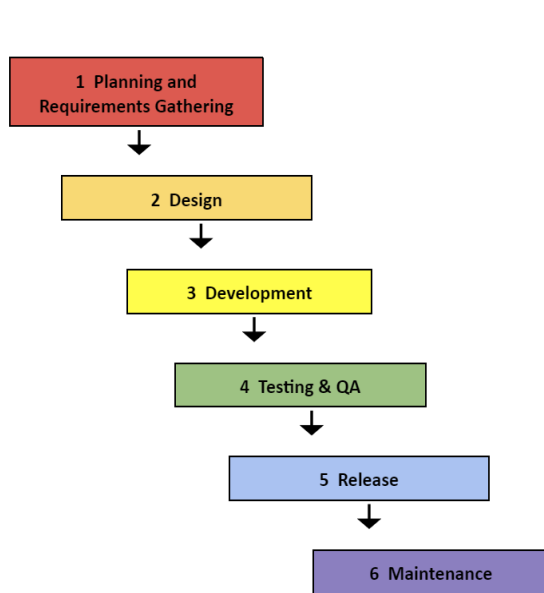 1 Planning and
Requirements Gathering
2 Design
3 Development
4 Testing & QA
5 Release
6 Maintenance